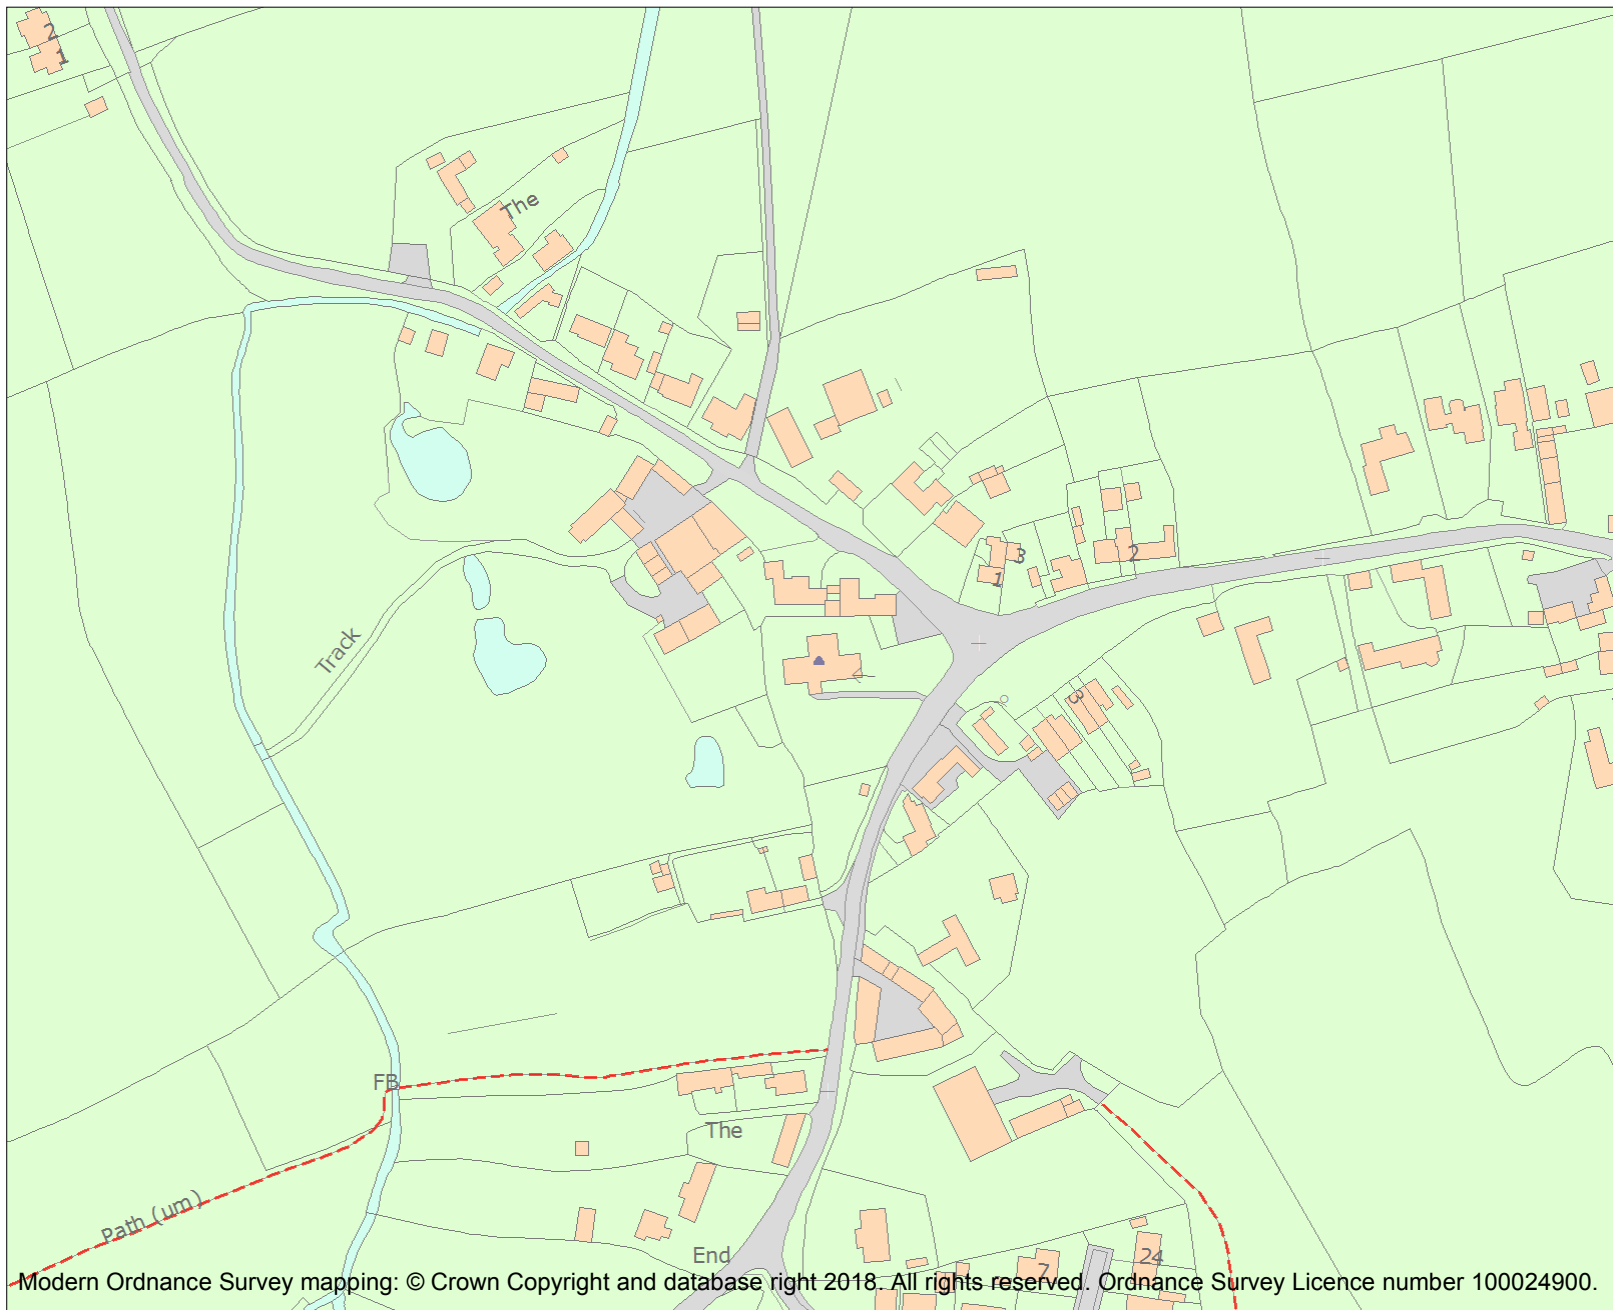 2
1
The
3
1
2
Track
3
FB
The
Path (um)
End
24
7
Modern Ordnance Survey mapping: © Crown Copyright and database right 2018. All rights reserved. Ordnance Survey Licence number 100024900.